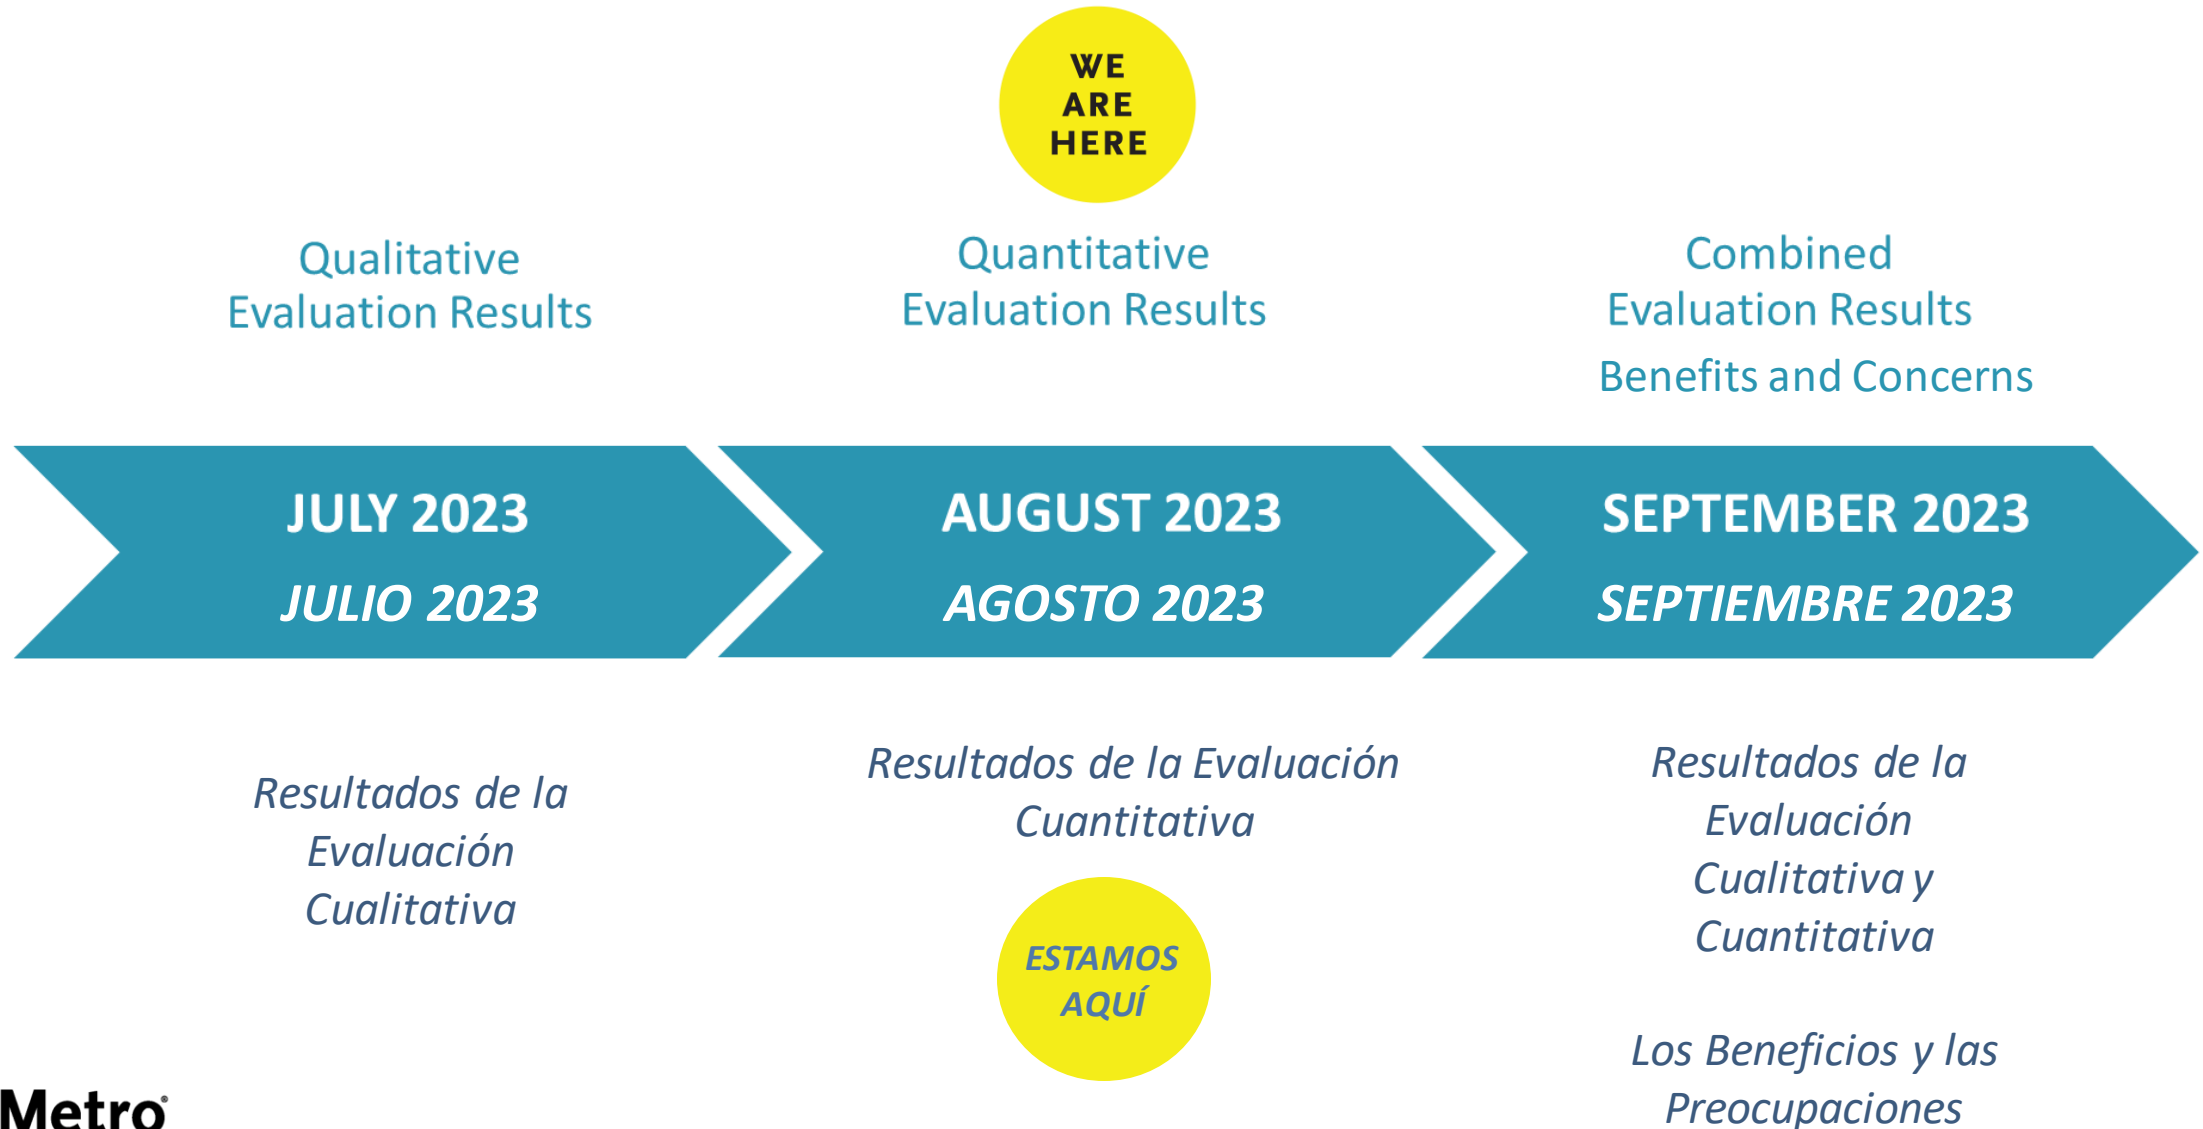 WE
ARE
HERE
Qualitative
Evaluation Results
Quantitative
Evaluation Results
Combined
Evaluation Results
Benefits and Concerns
JULY 2023
JULIO 2023
AUGUST 2023
AGOSTO 2023
SEPTEMBER 2023
SEPTIEMBRE 2023
Resultados de la
Evaluación
Cualitativa
Resultados de la Evaluación
Cuantitativa
ESTAMOS
AQUÍ
Resultados de la
Evaluación
Cualitativa y
Cuantitativa
Los Beneficios y las
Preocupaciones
Metro®